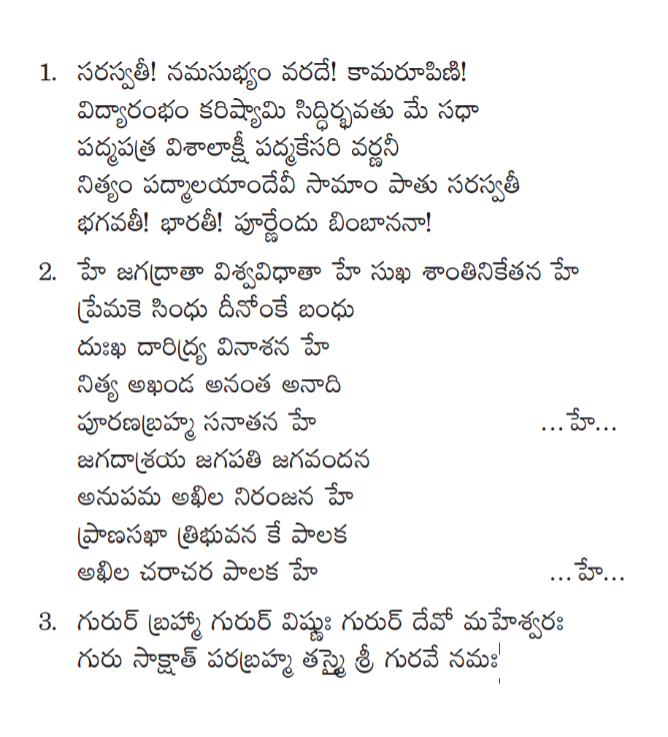 1. సరస్వతీ! నమసుభ్యం వరదే! కామరూపిణి!
విద్యారంభం కరిష్యామి సిద్ధిర్భవతు మే సధా
పద్మపత్ర విశాలాక్షీ పద్మకేసరి వర్ణనీ
నిత్యం పద్మాలయాందేవీ సామాం పాతు సరస్వతీ
భగవతీ! భారతీ! పూర్ణేందు బింబాననా!
2. హే జగద్రాతా విశ్వవిధాతా హే సుఖ శాంతినికేతన హే
ప్రేమకె సింధు దీనోంకే బంధు
దుఃఖ దారిద్ర్య వినాశన హే
నిత్య అఖండ అనంత అనాది
పూరణబ్రహ్మ సనాతన హే ...హే...
జగదాశ్రయ జగపతి జగవందన
అనుపమ అఖిల నిరంజన హే
ప్రాణసఖా త్రిభువన కే పాలక
అఖిల చరాచర పాలక హే ...హే...
3. గురుర్ బ్రహ్మా గురుర్ విష్ణుః గురుర్ దేవో మహేశ్వరః
గురు సాక్షాత్ పరబ్రహ్మ తస్మై శ్రీ గురవే నమః